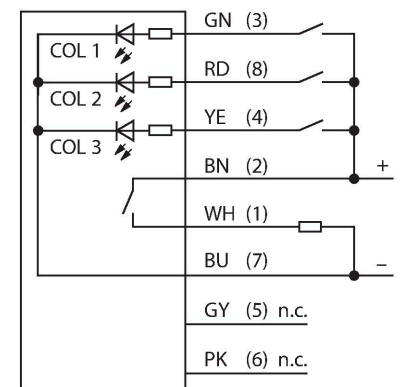 GN (3)
COL 1
RD (8)
COL 2
YE (4)
COL 3
BN (2) +
WH (1)
BU (7) –
GY (5) n.c.
PK (6) n.c.